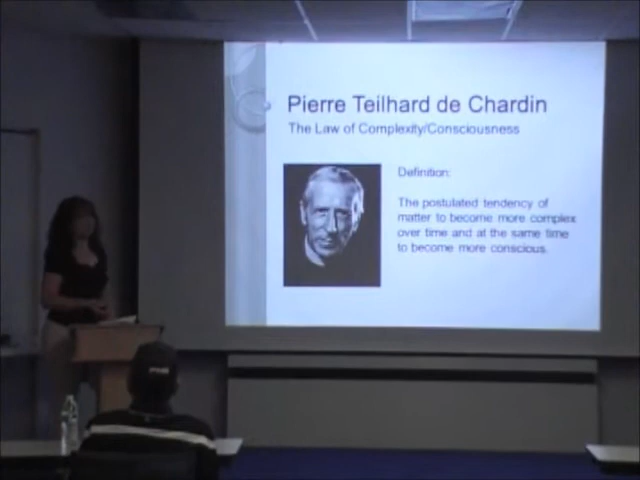 Pierre Teilhard de Chardin
The Law of Complexity/Consciousness
Definition:
The postulated tendency of
matter to become more complex
over time and at the same time
to become more conscious.